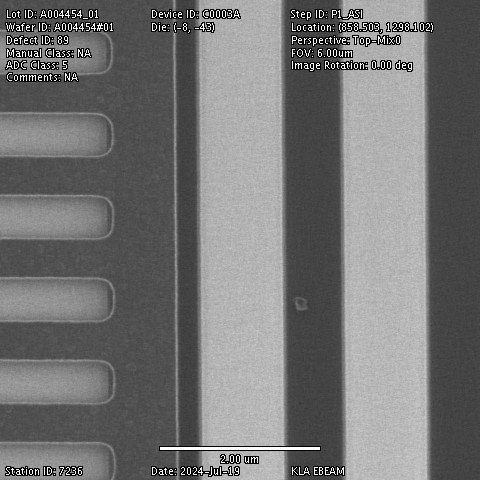 Lot ID: A004454_01
Wafer ID: A004454#01
Defect ID: 89
Manual Class: NA
ADC Class: 5
Comments: NA
Device ID: C0003A
Die: (-8, -45)
Step ID: P1_ASI
Location: (858.503, 1298.102)
Perspective: Top-Mix0
FOV: 6.00um
Image Rotation: 0.00 deg
2.00 um
Station ID: 7236
Date: 2024-Jul-19
KLA EBEAM